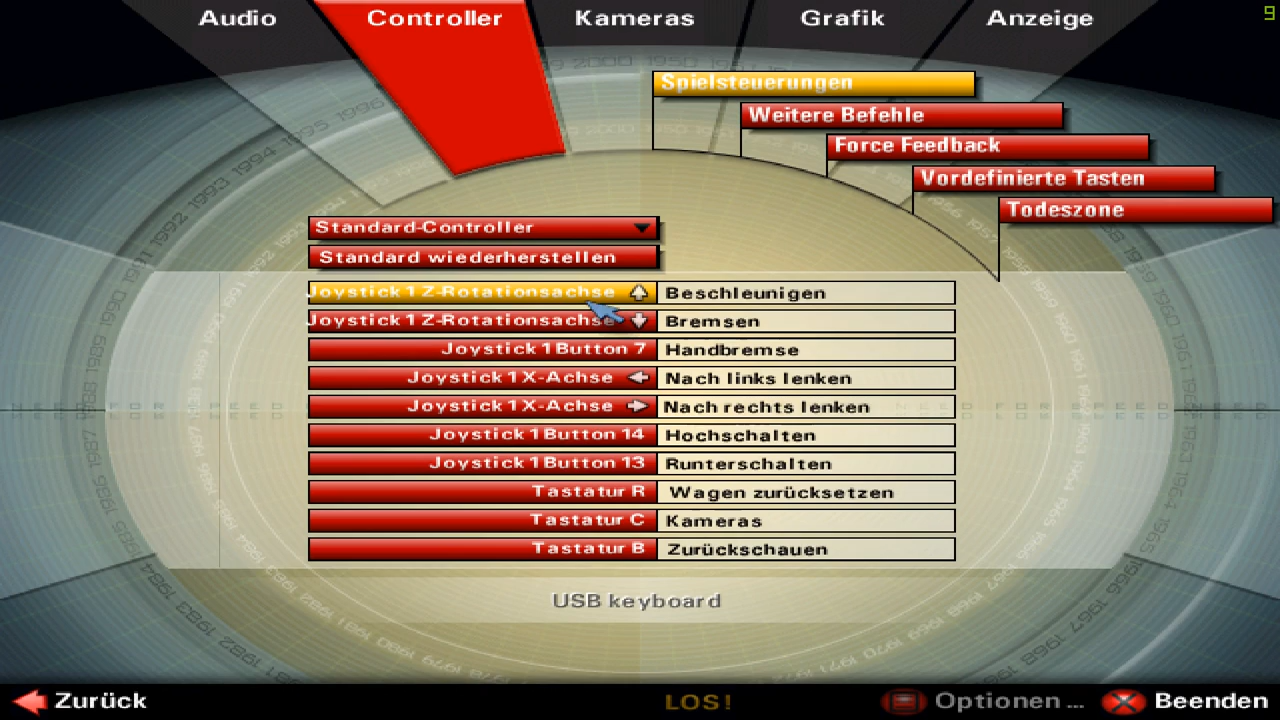 Audio Controller Kameras Grafik Anzeige
9
Spielsteuerungen
Weitere Befehle
Force Feedback
Vordefinierte Tasten
Todeszone
Standard-Controller
Standard wiederherstellen
Joystick 1 Z-Rotationsachse Beschleunigen
Joystick 1 Z-Rotationsachse Bremsen
Joystick 1 Button 7 Handbremse
Joystick 1 X-Achse Nach links lenken
Joystick 1 X-Achse Nach rechts lenken
Joystick 1 Button 14 Hochschalten
Joystick 1 Button 13 Runterschalten
Tastatur R Wagen zurücksetzen
Tastatur C Kameras
Tastatur B Zurückschauen
USB keyboard
Zurück LOS! Optionen ... Beenden